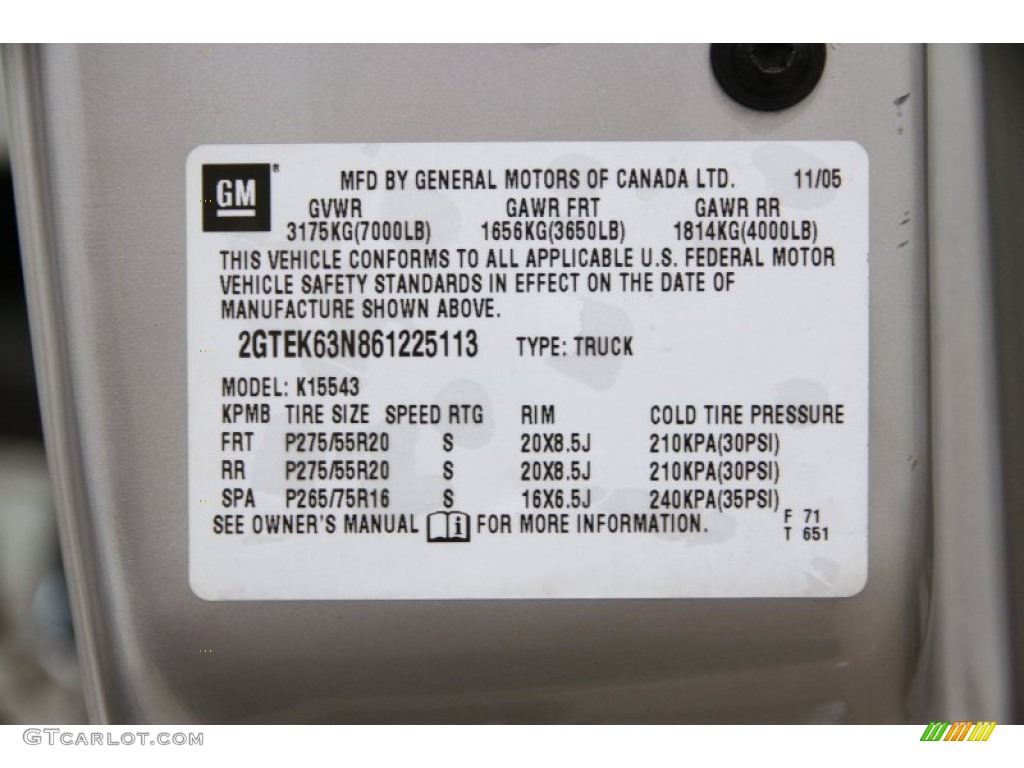 GM® MFD BY GENERAL MOTORS OF CANADA LTD. 11/05
GVWR GAWR FRT GAWR RR
3175KG(7000LB) 1656KG(3650LB) 1814KG(4000LB)
THIS VEHICLE CONFORMS TO ALL APPLICABLE U.S. FEDERAL MOTOR
VEHICLE SAFETY STANDARDS IN EFFECT ON THE DATE OF
MANUFACTURE SHOWN ABOVE.
2GTEK63N861225113 TYPE: TRUCK
MODEL: K15543
KPMB TIRE SIZE SPEED RTG RIM COLD TIRE PRESSURE
FRT P275/55R20 S 20X8.5J 210KPA(30PSI)
RR P275/55R20 S 20X8.5J 210KPA(30PSI)
SPA P265/75R16 S 16X6.5J 240KPA(35PSI)
SEE OWNER'S MANUAL i FOR MORE INFORMATION.
F 71
T 651
GTCARLOT.COM